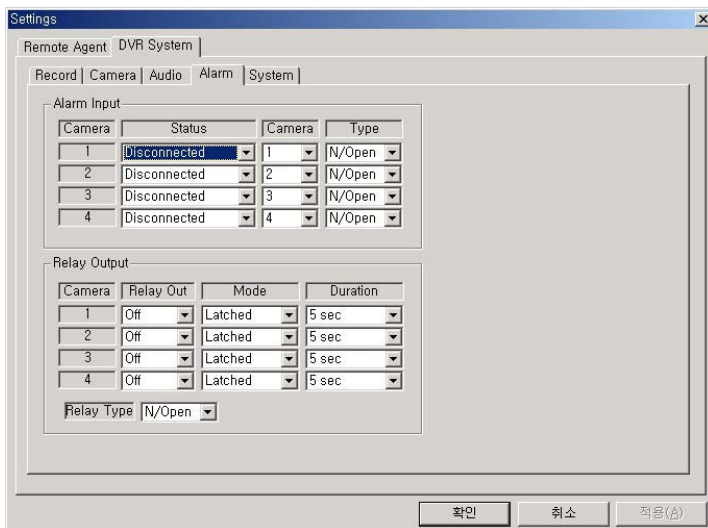 Settings
Remote Agent DVR System
Record Camera Audio Alarm System
Alarm Input
Camera Status Camera Type
1 Disconnected 1 N/Open
2 Disconnected 2 N/Open
3 Disconnected 3 N/Open
4 Disconnected 4 N/Open
Relay Output
Camera Relay Out Mode Duration
1 Off Latched 5 sec
2 Off Latched 5 sec
3 Off Latched 5 sec
4 Off Latched 5 sec
Relay Type N/Open
확인 취소 적용(A)